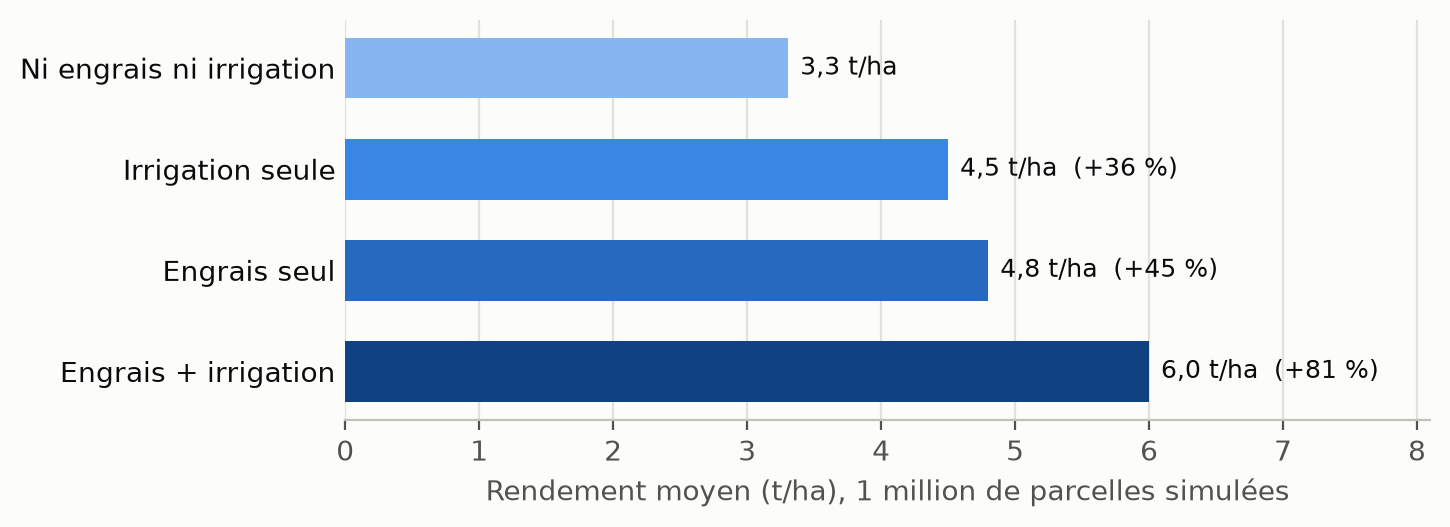 Ni engrais ni irrigation 3,3 t/ha
Irrigation seule 4,5 t/ha (+36 %)
Engrais seul 4,8 t/ha (+45 %)
Engrais + irrigation 6,0 t/ha (+81 %)
0 1 2 3 4 5 6 7 8
Rendement moyen (t/ha), 1 million de parcelles simulées